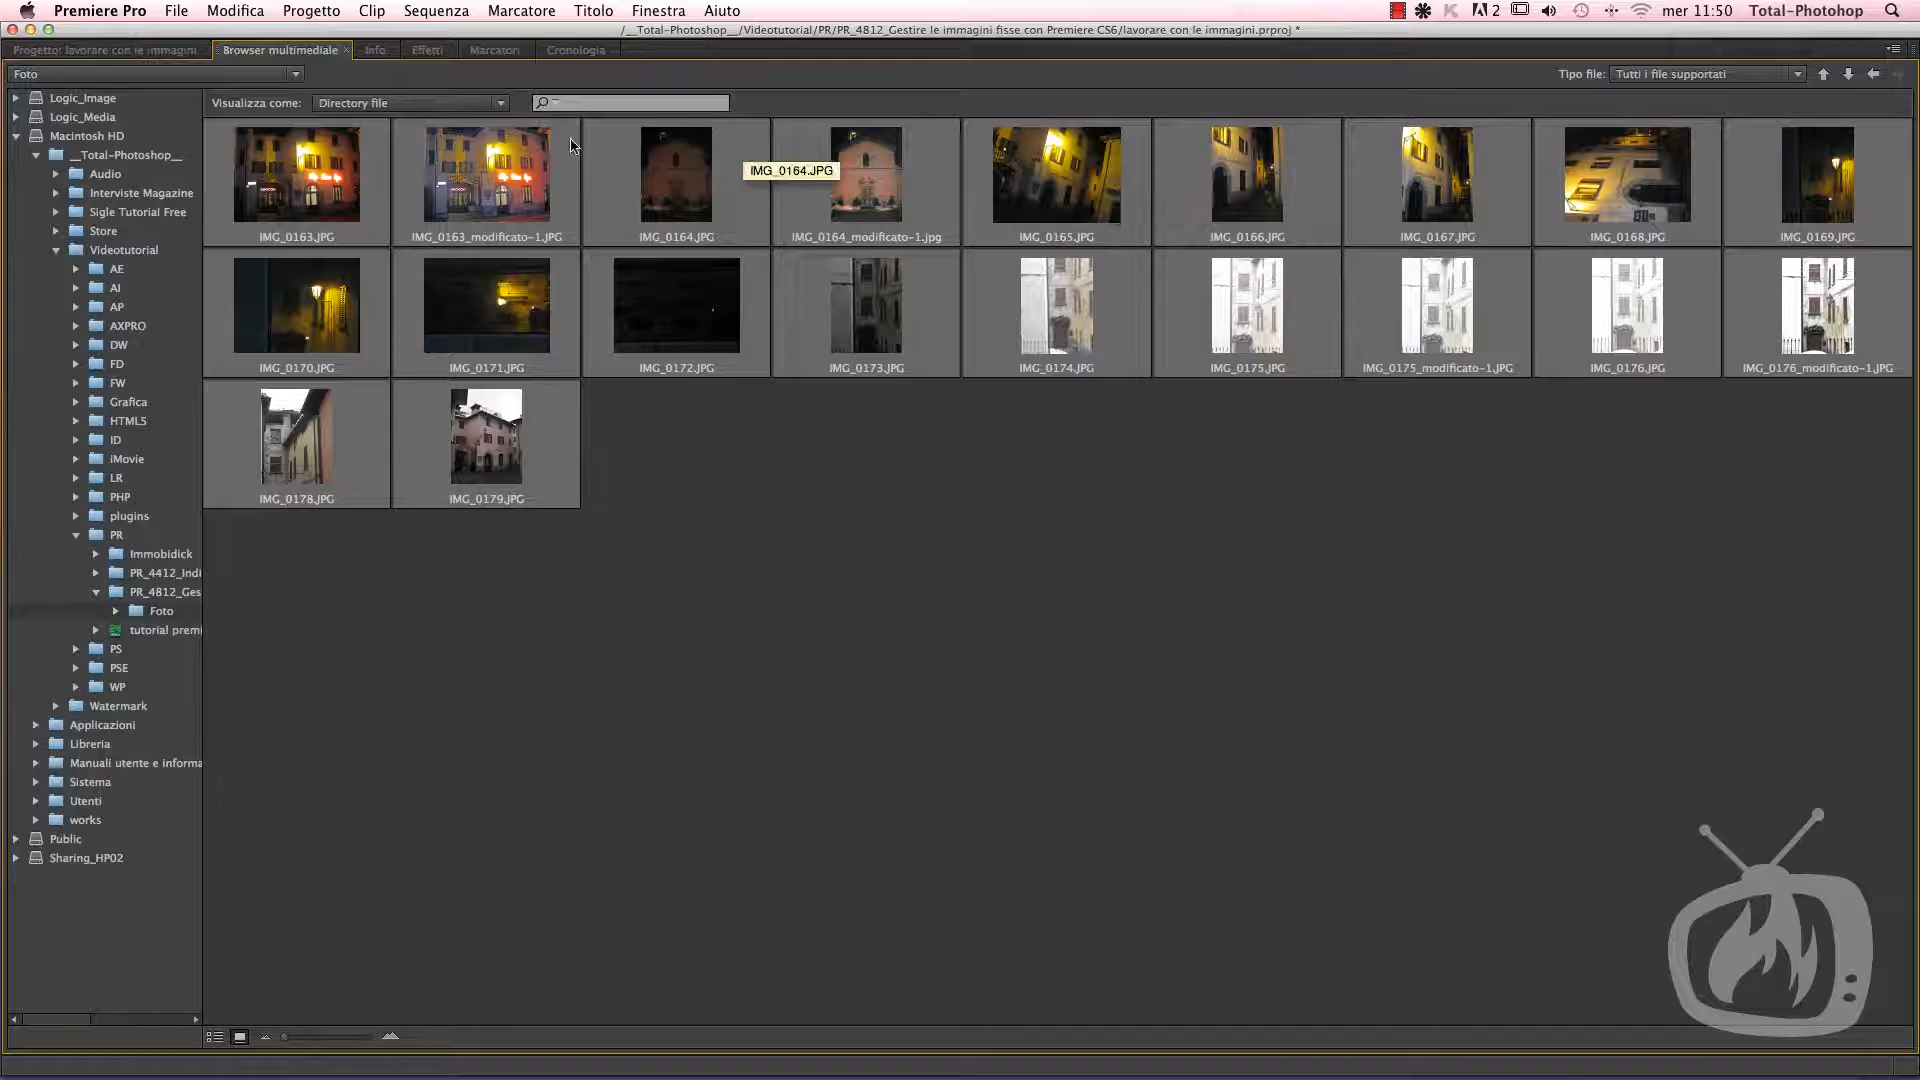 Premiere Pro File Modifica Progetto Clip Sequenza Marcatore Titolo Finestra Aiuto 2 mer 11:50 Total-Photohop
/__Total-Photoshop__/Videotutorial/PR/PR_4812_Gestire le immagini fisse con Premiere CS6/lavorare con le immagini.prproj *
Progetto: lavorare con le immagini Browser multimediale × Info Effetti Marcatori Cronologia
Foto Tipo file: Tutti i file supportati
Visualizza come: Directory file
Logic_Image
Logic_Media
Macintosh HD
__Total-Photoshop__
Audio
Interviste Magazine
Sigle Tutorial Free
Store
Videotutorial
AE
AI
AP
AXPRO
DW
FD
FW
Grafica
HTML5
ID
iMovie
LR
PHP
plugins
PR
Immobidick
PR_4412_Indi
PR_4812_Ges
Foto
tutorial premi
PS
PSE
WP
Watermark
Applicazioni
Libreria
Manuali utente e informa
Sistema
Utenti
works
Public
Sharing_HP02
IMG_0164.JPG
IMG_0163.JPG IMG_0163_modificato-1.JPG IMG_0164.JPG IMG_0164_modificato-1.jpg IMG_0165.JPG IMG_0166.JPG IMG_0167.JPG IMG_0168.JPG IMG_0169.JPG
IMG_0170.JPG IMG_0171.JPG IMG_0172.JPG IMG_0173.JPG IMG_0174.JPG IMG_0175.JPG IMG_0175_modificato-1.JPG IMG_0176.JPG IMG_0176_modificato-1.JPG
IMG_0178.JPG IMG_0179.JPG